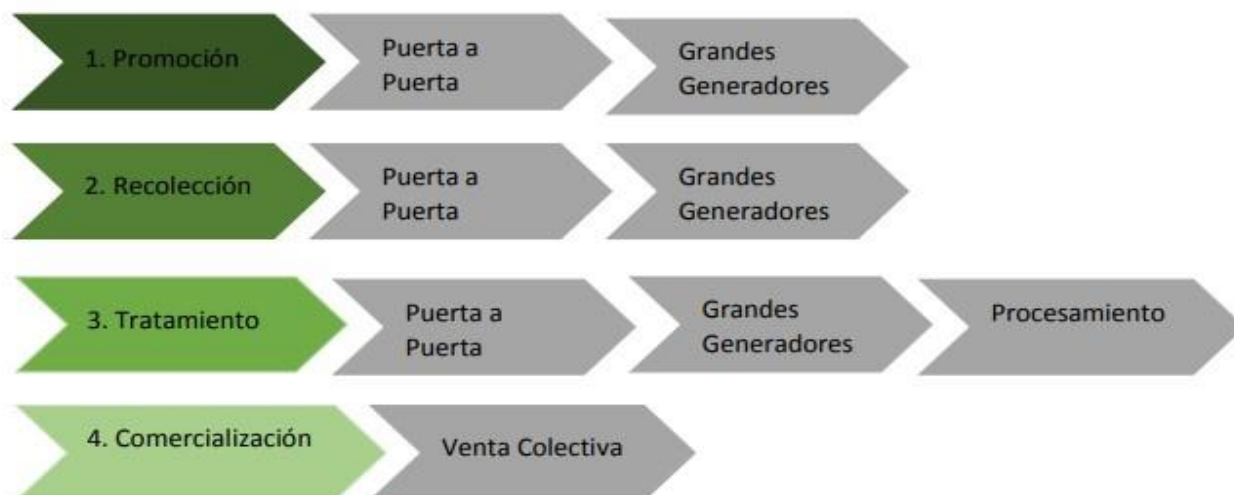 1. Promoción
Puerta a
Puerta
Grandes
Generadores
2. Recolección
Puerta a
Puerta
Grandes
Generadores
3. Tratamiento
Puerta a
Puerta
Grandes
Generadores
Procesamiento
4. Comercialización
Venta Colectiva